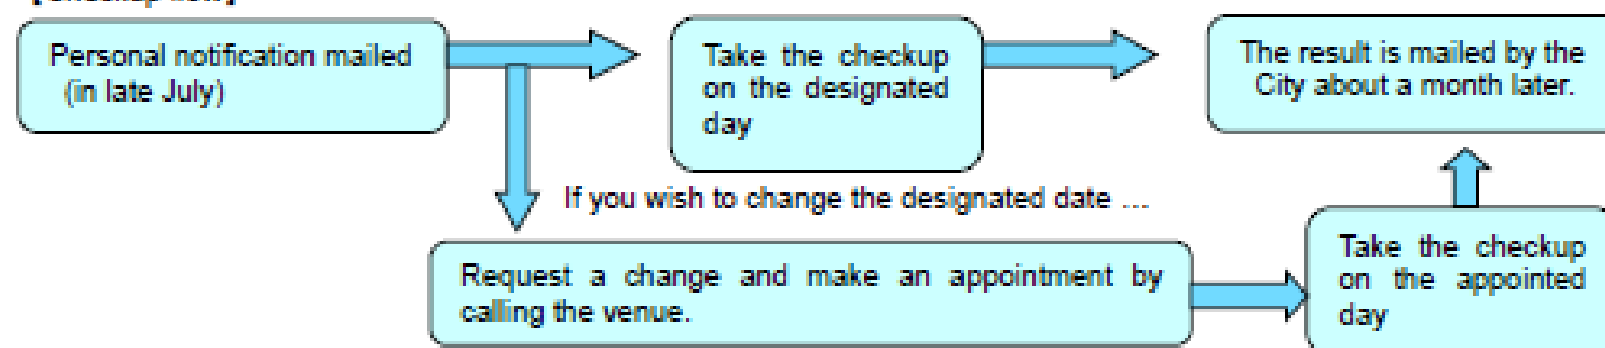 Personal notification mailed
(in late July)
Take the checkup
on the designated
day
The result is mailed by the
City about a month later.
If you wish to change the designated date ...
Request a change and make an appointment by
calling the venue.
Take the checkup
on the appointed
day